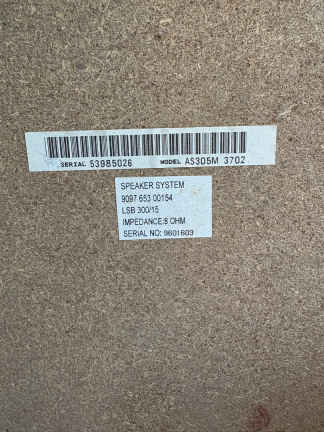 SERIAL 53985026 MODEL AS305M 3702
SPEAKER SYSTEM
9097 653 00154
LSB 300/15
IMPEDANCE:8 OHM
SERIAL NO: 9601603